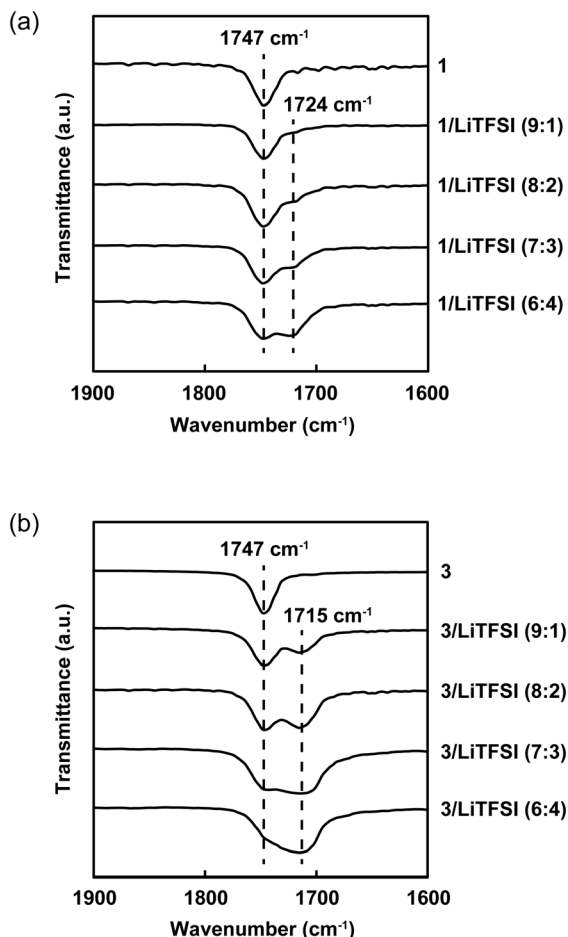 (a)
1747 cm⁻¹
1
1724 cm⁻¹
1/LiTFSI (9:1)
1/LiTFSI (8:2)
1/LiTFSI (7:3)
1/LiTFSI (6:4)
Transmittance (a.u.)
1900 1800 1700 1600
Wavenumber (cm⁻¹)
(b)
1747 cm⁻¹
3
1715 cm⁻¹
3/LiTFSI (9:1)
3/LiTFSI (8:2)
3/LiTFSI (7:3)
3/LiTFSI (6:4)
Transmittance (a.u.)
1900 1800 1700 1600
Wavenumber (cm⁻¹)